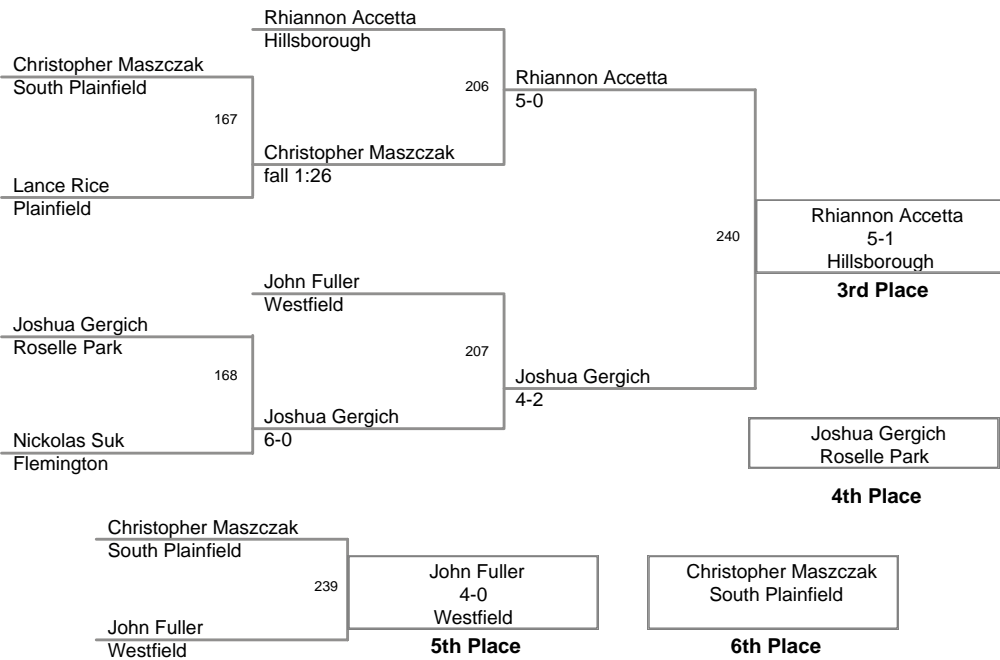 Rhiannon Accetta
Hillsborough
Christopher Maszczak
South Plainfield
206
Rhiannon Accetta
5-0
167
Christopher Maszczak
fall 1:26
Lance Rice
Plainfield
240
Rhiannon Accetta
5-1
Hillsborough
3rd Place
John Fuller
Westfield
Joshua Gergich
Roselle Park
207
168
Joshua Gergich
4-2
Joshua Gergich
6-0
Nickolas Suk
Flemington
Joshua Gergich
Roselle Park
4th Place
Christopher Maszczak
South Plainfield
239
John Fuller
4-0
Westfield
5th Place
Christopher Maszczak
South Plainfield
6th Place
John Fuller
Westfield